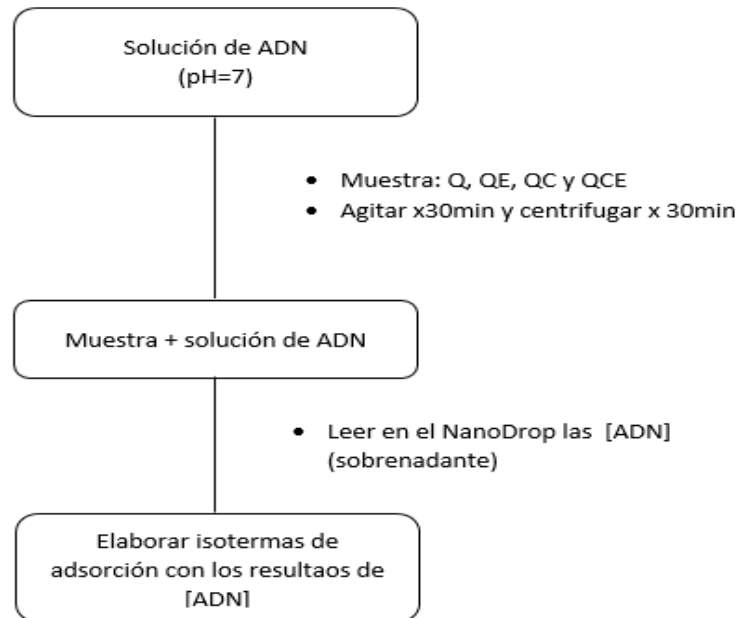 Solución de ADN
(pH=7)
• Muestra: Q, QE, QC y QCE
• Agitar x30min y centrifugar x 30min
Muestra + solución de ADN
• Leer en el NanoDrop las [ADN]
(sobrenadante)
Elaborar isotermas de
adsorción con los resultaos de
[ADN]